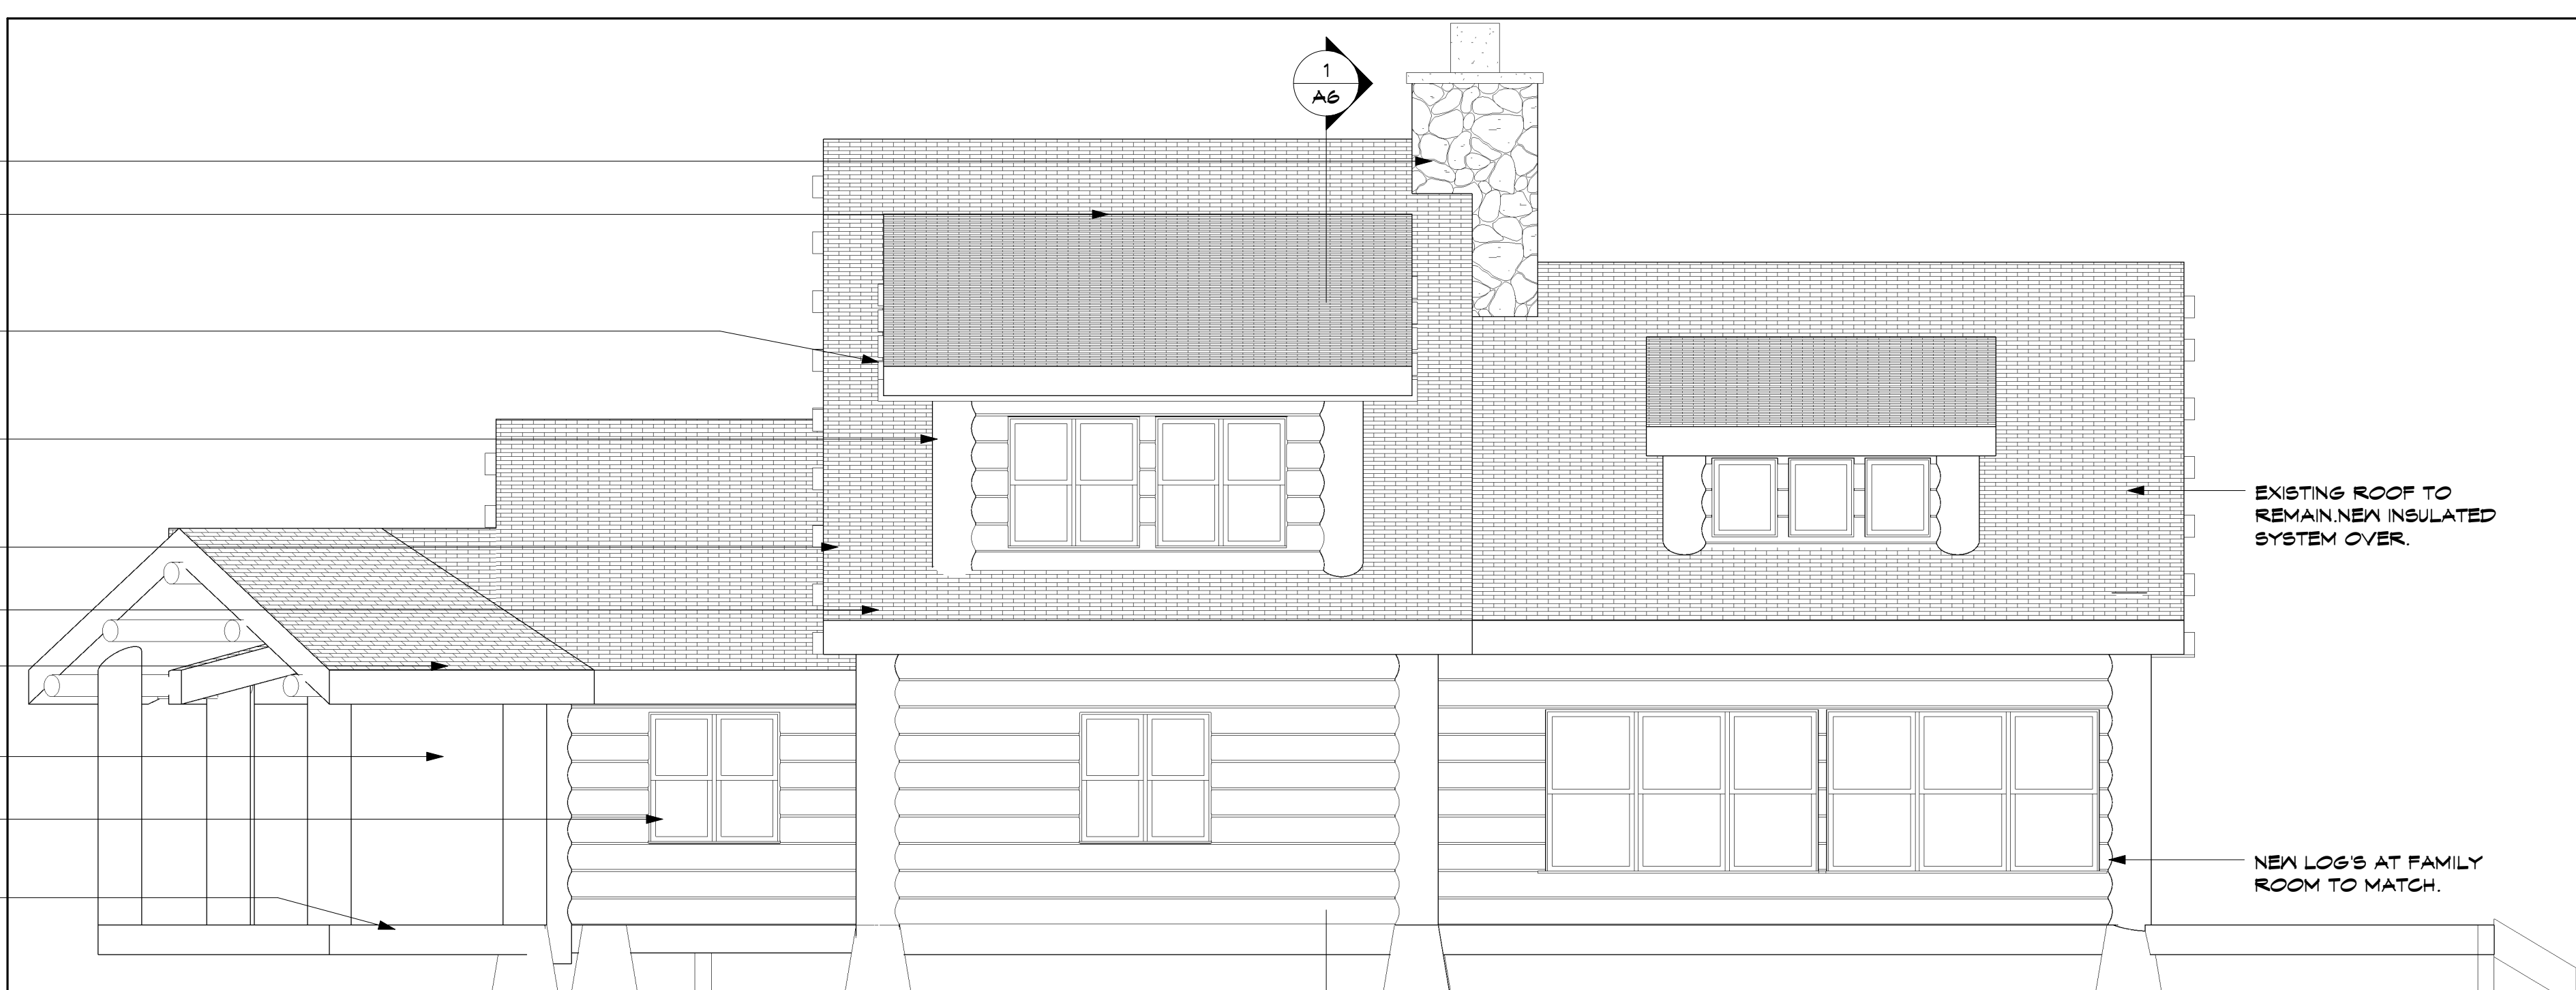 1
A6
EXISTING ROOF TO
REMAIN.NEW INSULATED
SYSTEM OVER.
NEW LOG'S AT FAMILY
ROOM TO MATCH.